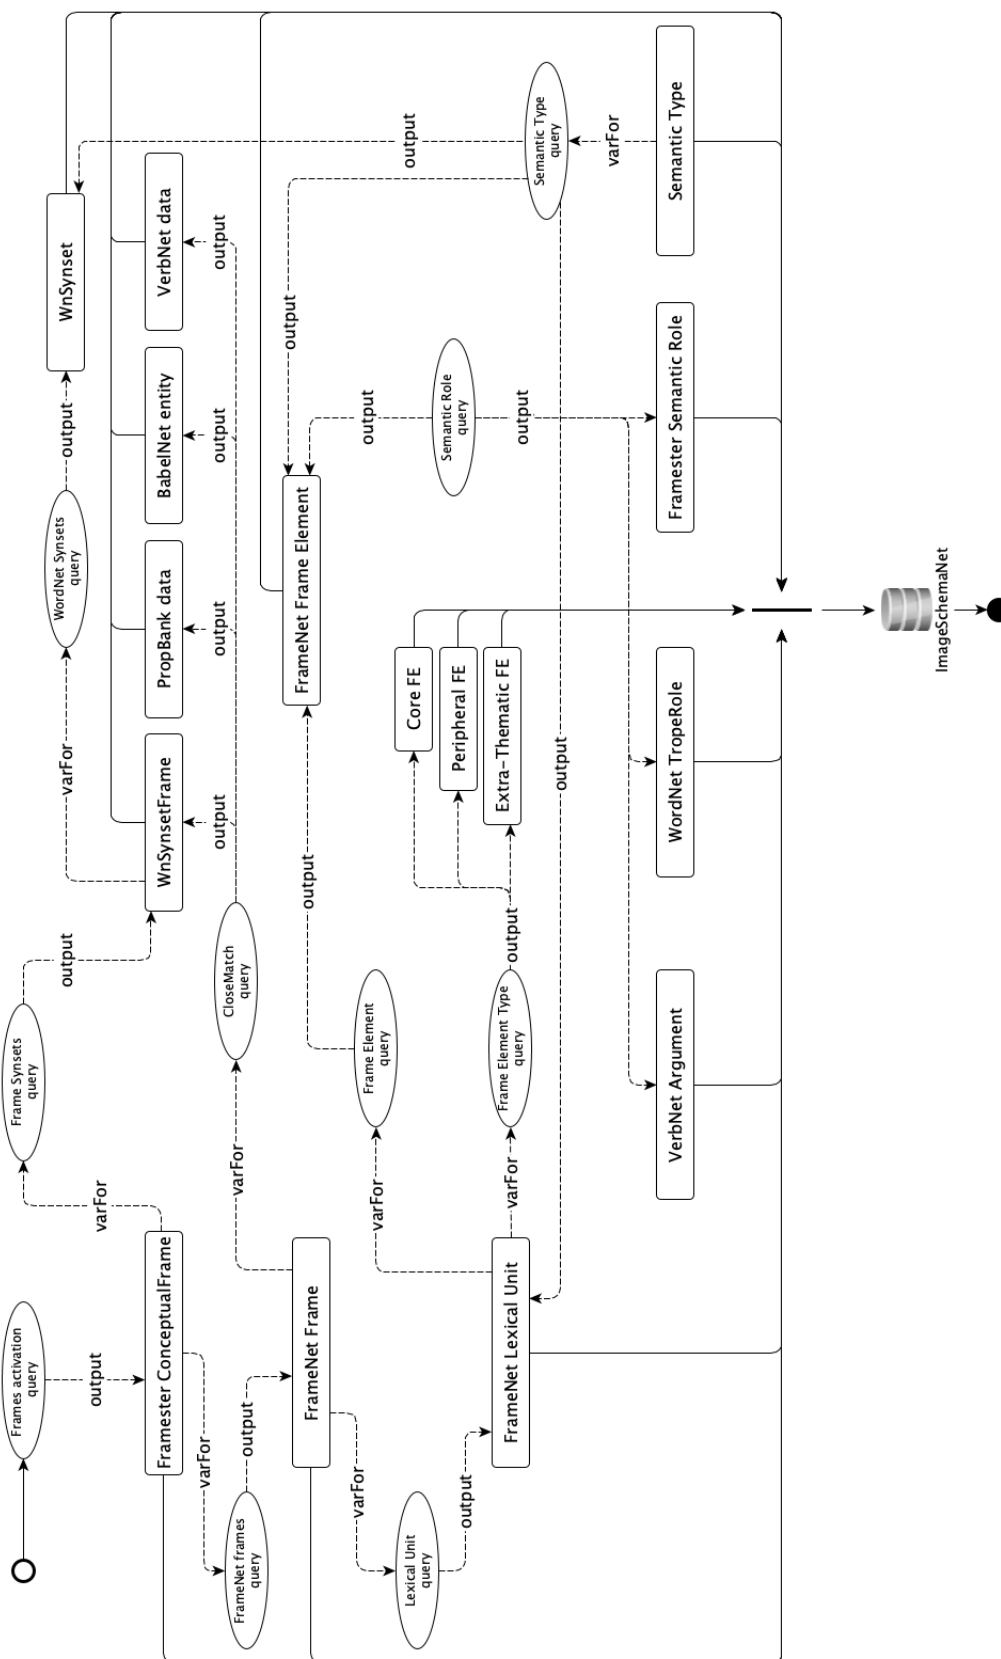 Frames activation
query
output
Framester ConceptualFrame
varFor
Frame Synsets
query
output
WnSynsetFrame
varFor
WordNet Synsets
query
output
WnSynset
PropBank data
BabelNet entity
VerbNet data
varFor
FrameNet frames
query
output
FrameNet Frame
varFor
CloseMatch
query
output
output
output
output
varFor
Lexical Unit
query
output
FrameNet Lexical Unit
varFor
Frame Element
query
output
FrameNet Frame Element
varFor
Frame Element Type
query
output
Core FE
Peripheral FE
Extra-Thematic FE
output
Semantic Role
query
output
output
output
output
Semantic Type
query
varFor
VerbNet Argument
WordNet TropeRole
Framester Semantic Role
Semantic Type
ImageSchemaNet